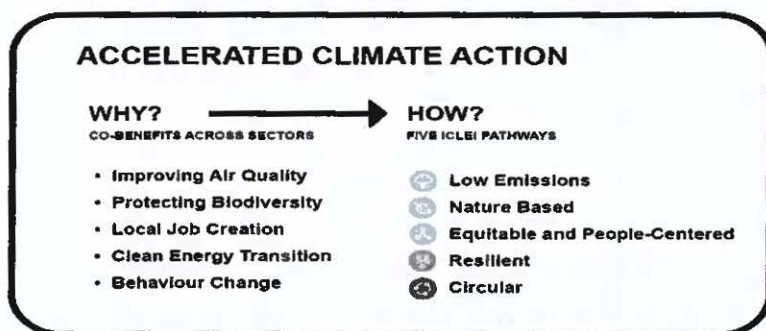 ACCELERATED CLIMATE ACTION
WHY?
CO-BENEFITS ACROSS SECTORS
• Improving Air Quality
• Protecting Biodiversity
• Local Job Creation
• Clean Energy Transition
• Behaviour Change
HOW?
FIVE ICLEI PATHWAYS
Low Emissions
Nature Based
Equitable and People-Centered
Resilient
Circular